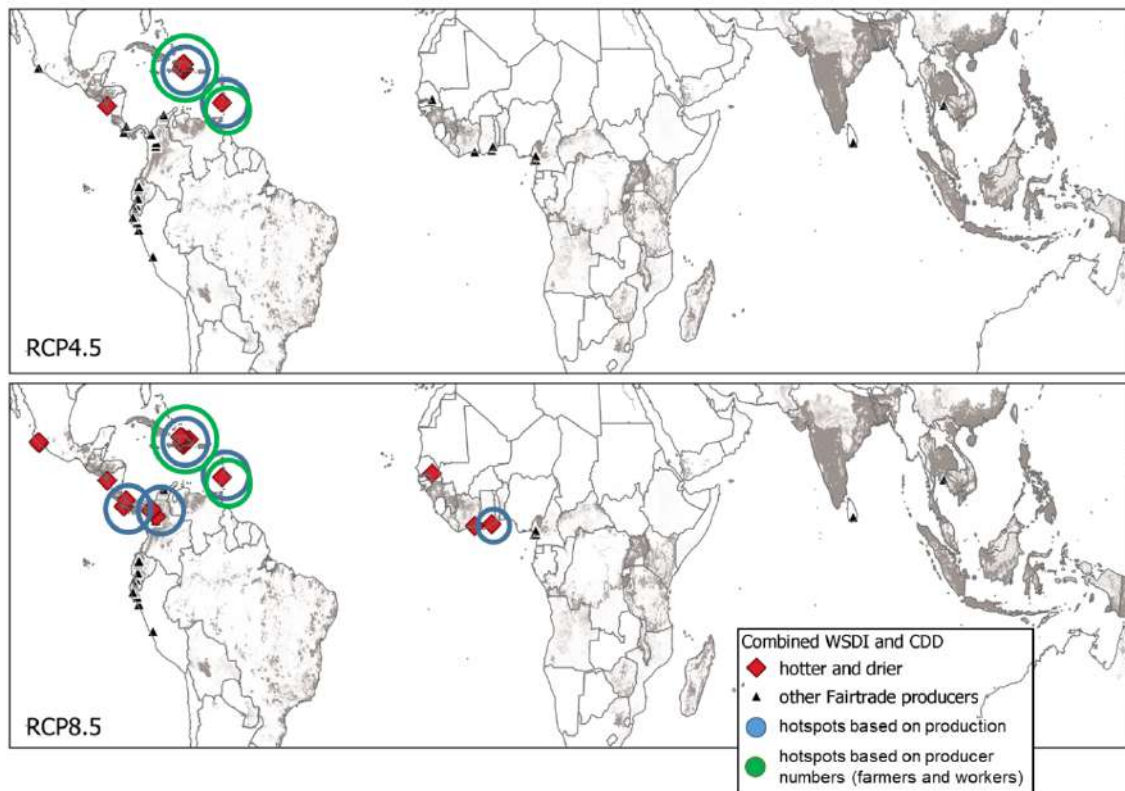 RCP4.5
RCP8.5
Combined WSDI and CDD
hotter and drier
other Fairtrade producers
hotspots based on production
hotspots based on producer
numbers (farmers and workers)